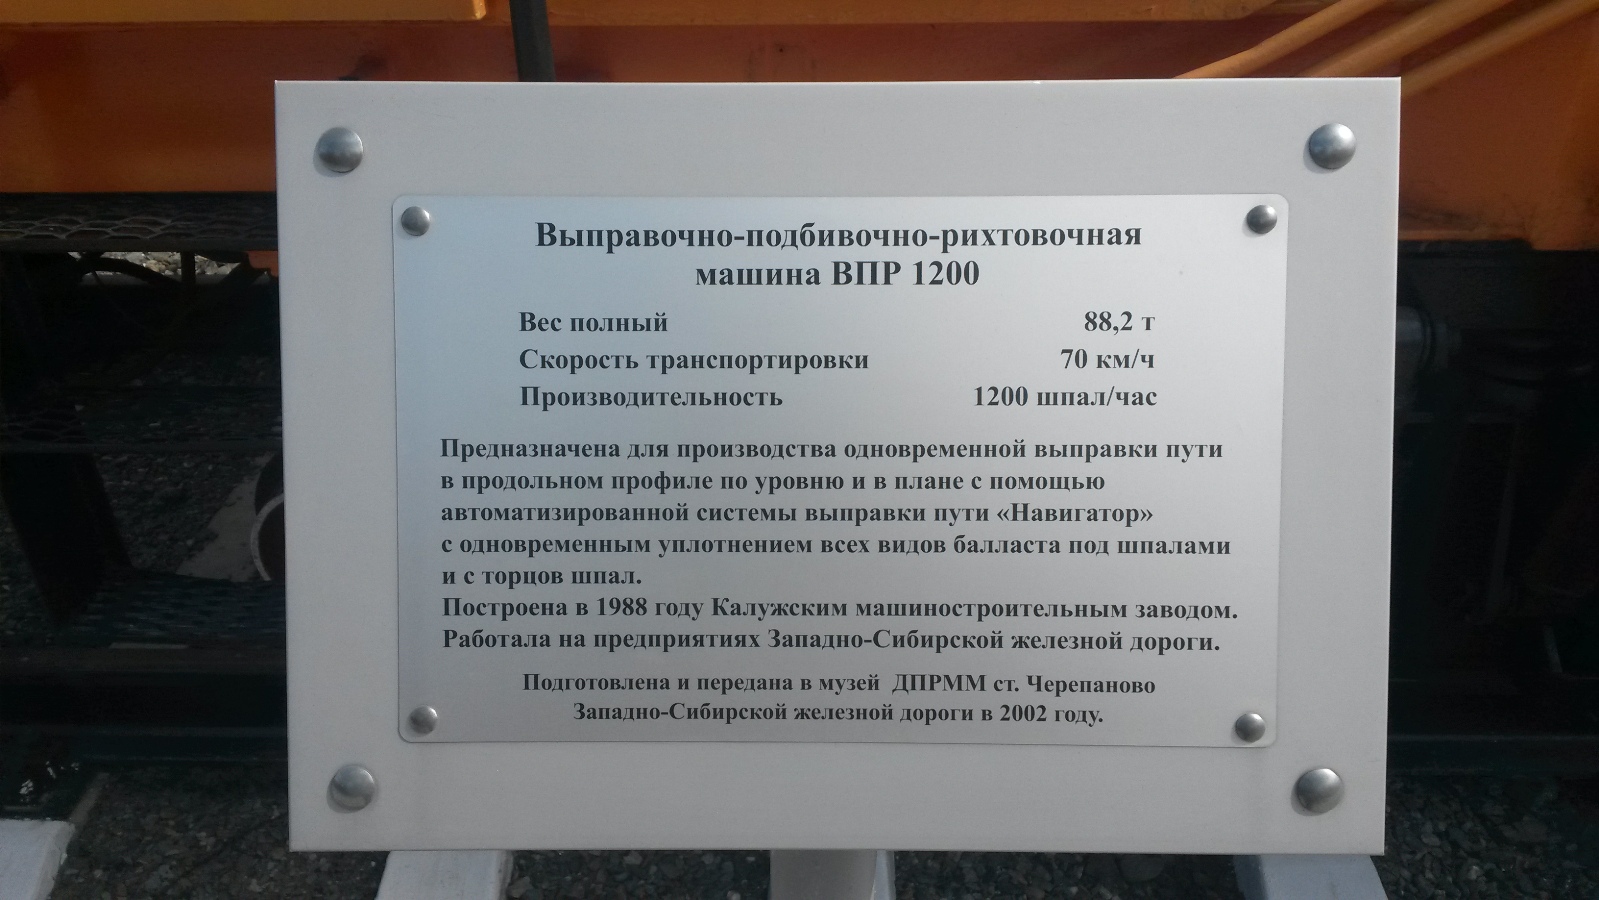 Выправочно-подбивочно-рихтовочная
машина ВПР 1200
Вес полный 88,2 т
Скорость транспортировки 70 км/ч
Производительность 1200 шпал/час
Предназначена для производства одновременной выправки пути
в продольном профиле по уровню и в плане с помощью
автоматизированной системы выправки пути «Навигатор»
с одновременным уплотнением всех видов балласта под шпалами
и с торцов шпал.
Построена в 1988 году Калужским машиностроительным заводом.
Работала на предприятиях Западно-Сибирской железной дороги.
Подготовлена и передана в музей ДПРММ ст. Черепаново
Западно-Сибирской железной дороги в 2002 году.